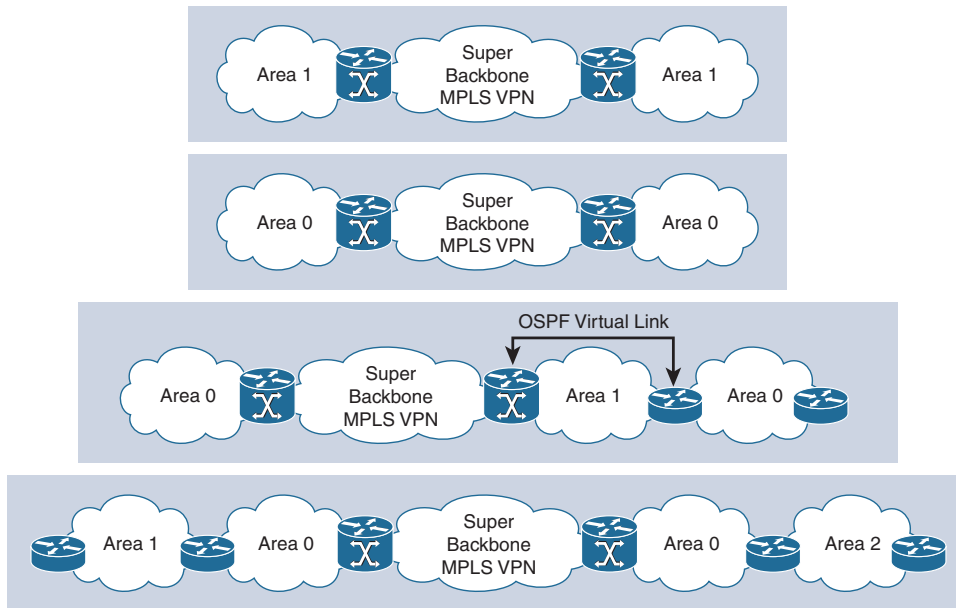 Area 1
Super
Backbone
MPLS VPN
Area 1
Area 0
Super
Backbone
MPLS VPN
Area 0
OSPF Virtual Link
Area 0
Super
Backbone
MPLS VPN
Area 1
Area 0
Area 1
Area 0
Super
Backbone
MPLS VPN
Area 0
Area 2